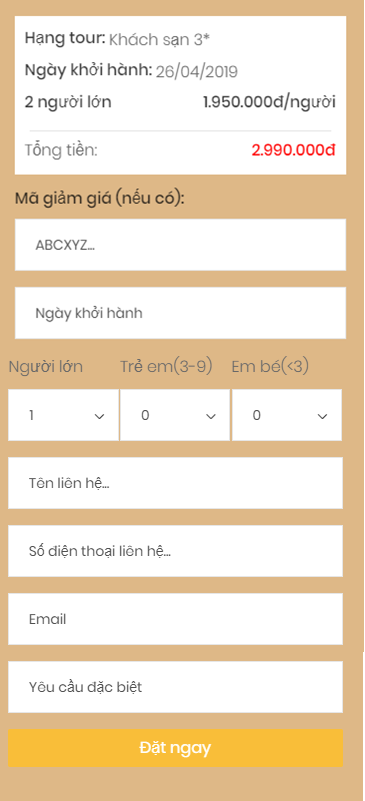 Hạng tour: Khách sạn 3*
Ngày khởi hành: 26/04/2019
2 người lớn 1.950.000đ/người
Tổng tiền: 2.990.000đ
Mã giảm giá (nếu có):
ABCXYZ...
Ngày khởi hành
Người lớn Trẻ em(3-9) Em bé(<3)
1 0 0
Tên liên hệ...
Số điện thoại liên hệ...
Email
Yêu cầu đặc biệt
Đặt ngay